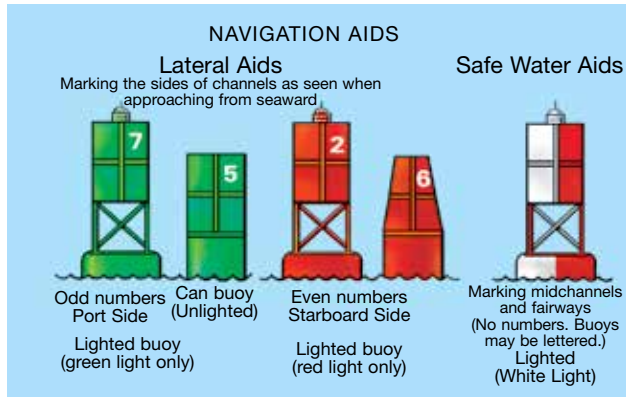 NAVIGATION AIDS
Lateral Aids
Marking the sides of channels as seen when
approaching from seaward
Safe Water Aids
7
5
2
6
Odd numbers
Port Side
Lighted buoy
(green light only)
Can buoy
(Unlighted)
Even numbers
Starboard Side
Lighted buoy
(red light only)
Marking midchannels
and fairways
(No numbers. Buoys
may be lettered.)
Lighted
(White Light)